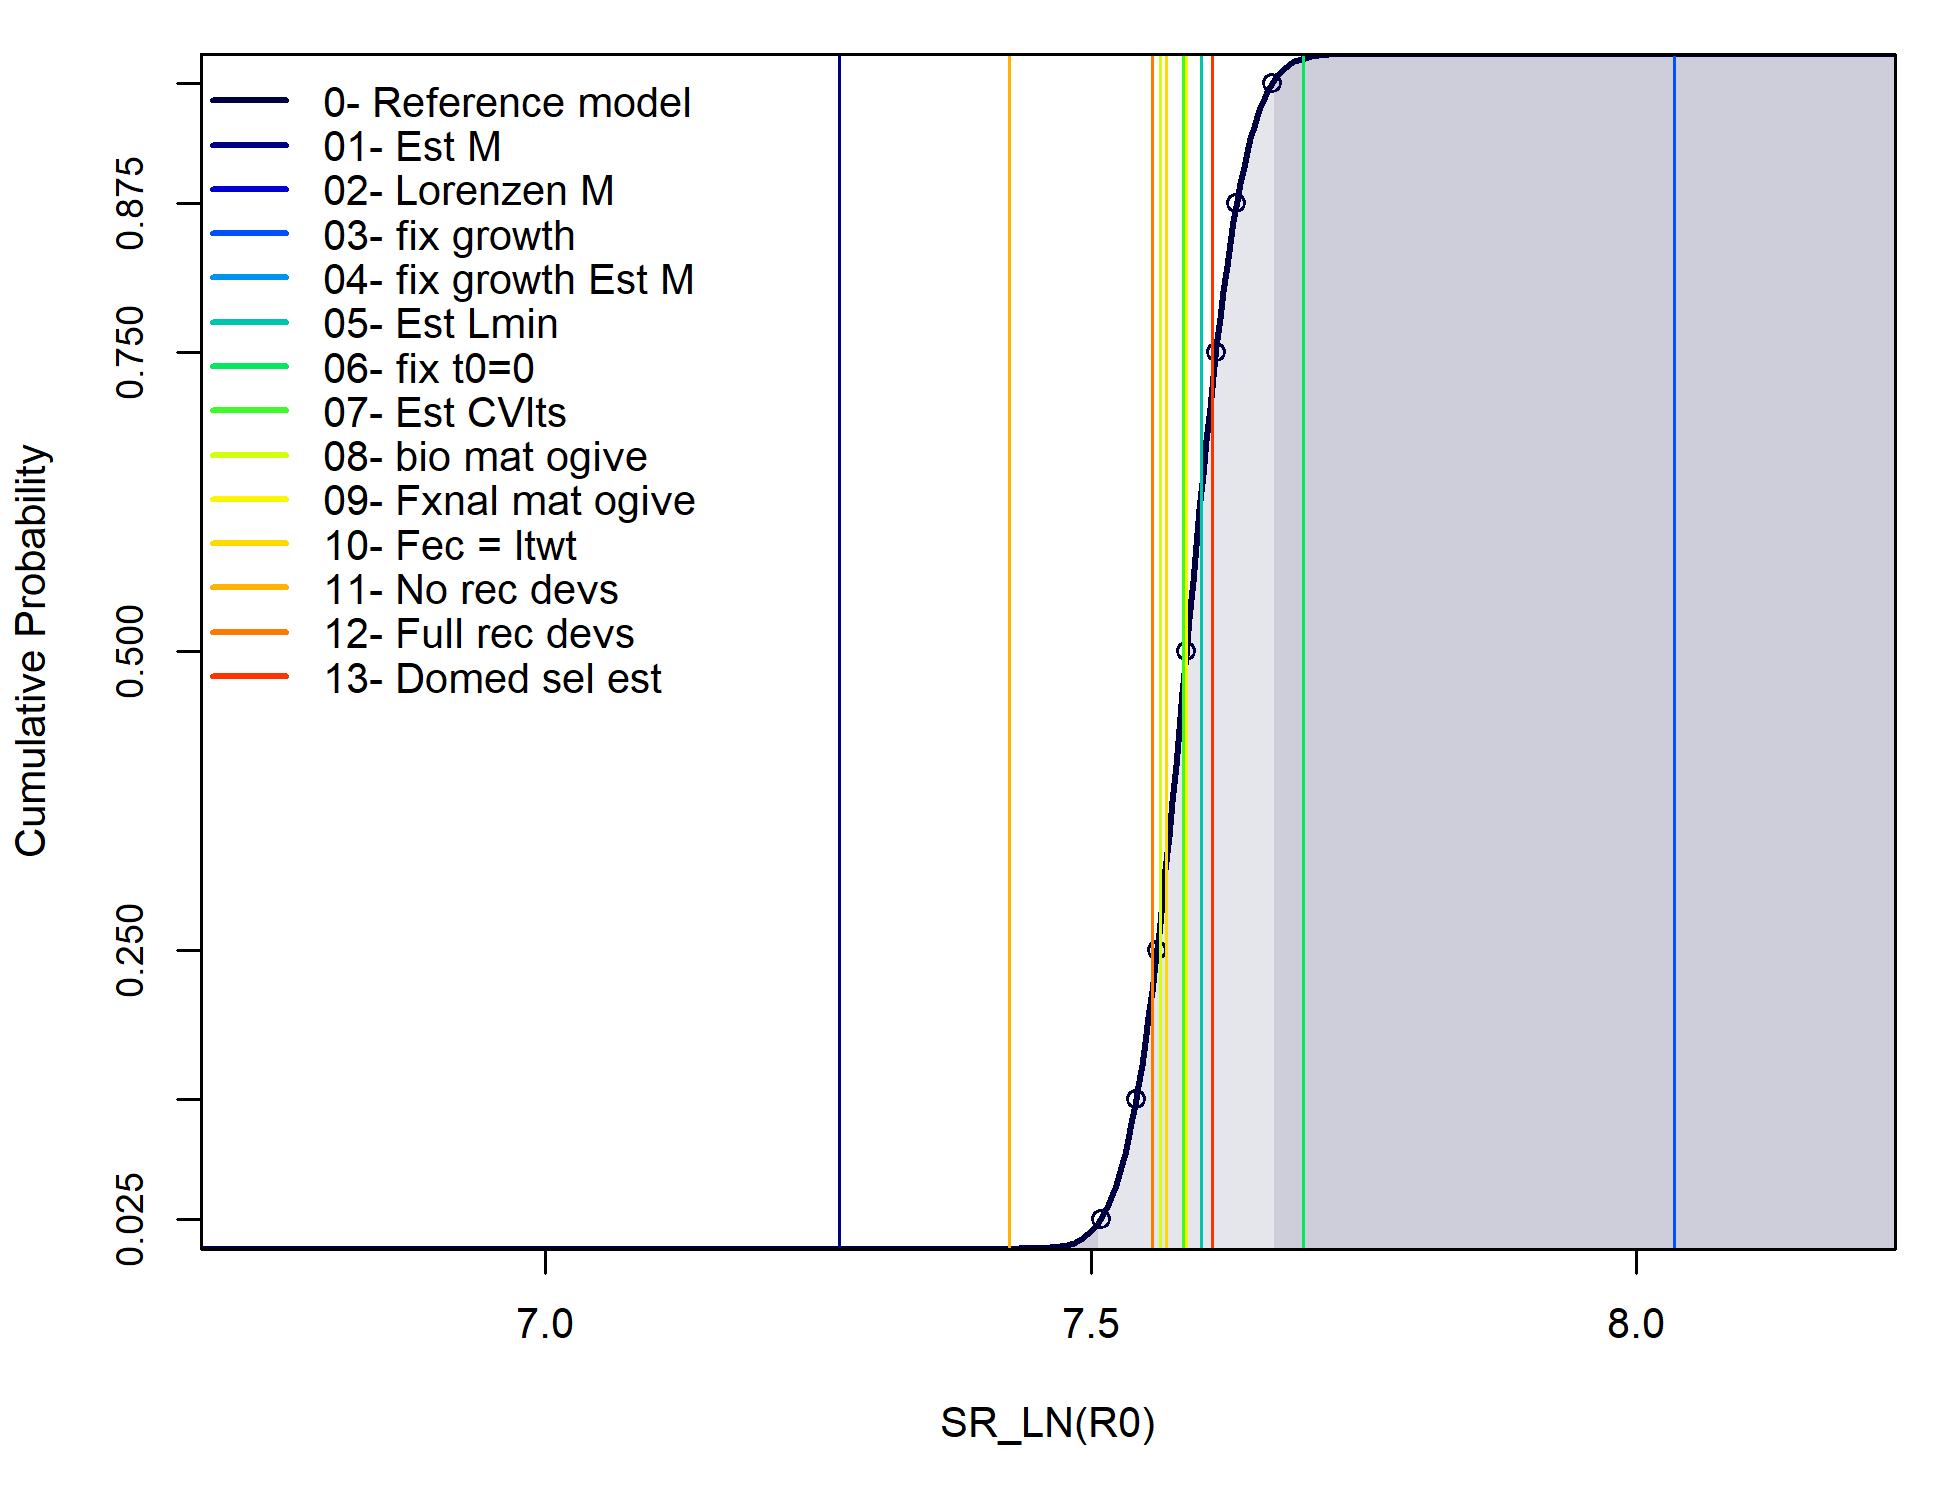 0- Reference model
01- Est M
02- Lorenzen M
03- fix growth
04- fix growth Est M
05- Est Lmin
06- fix t0=0
07- Est CVlts
08- bio mat ogive
09- Fxnal mat ogive
10- Fec = ltwt
11- No rec devs
12- Full rec devs
13- Domed sel est
Cumulative Probability
0.875
0.750
0.500
0.250
0.025
7.0 7.5 8.0
SR_LN(R0)